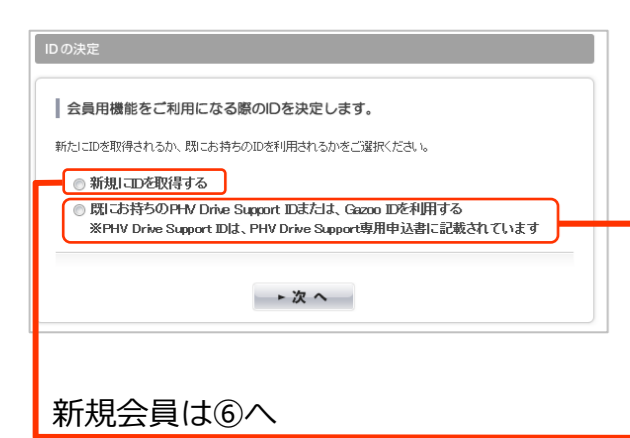 IDの決定
会員用機能をご利用になる際のIDを決定します。
新たにIDを取得されるか、既にお持ちのIDを利用されるかをご選択ください。
新規にIDを取得する
既にお持ちのPHV Drive Support IDまたは、Gazoo IDを利用する
※PHV Drive Support IDは、PHV Drive Support専用申込書に記載されています
次 へ
新規会員は⑥へ